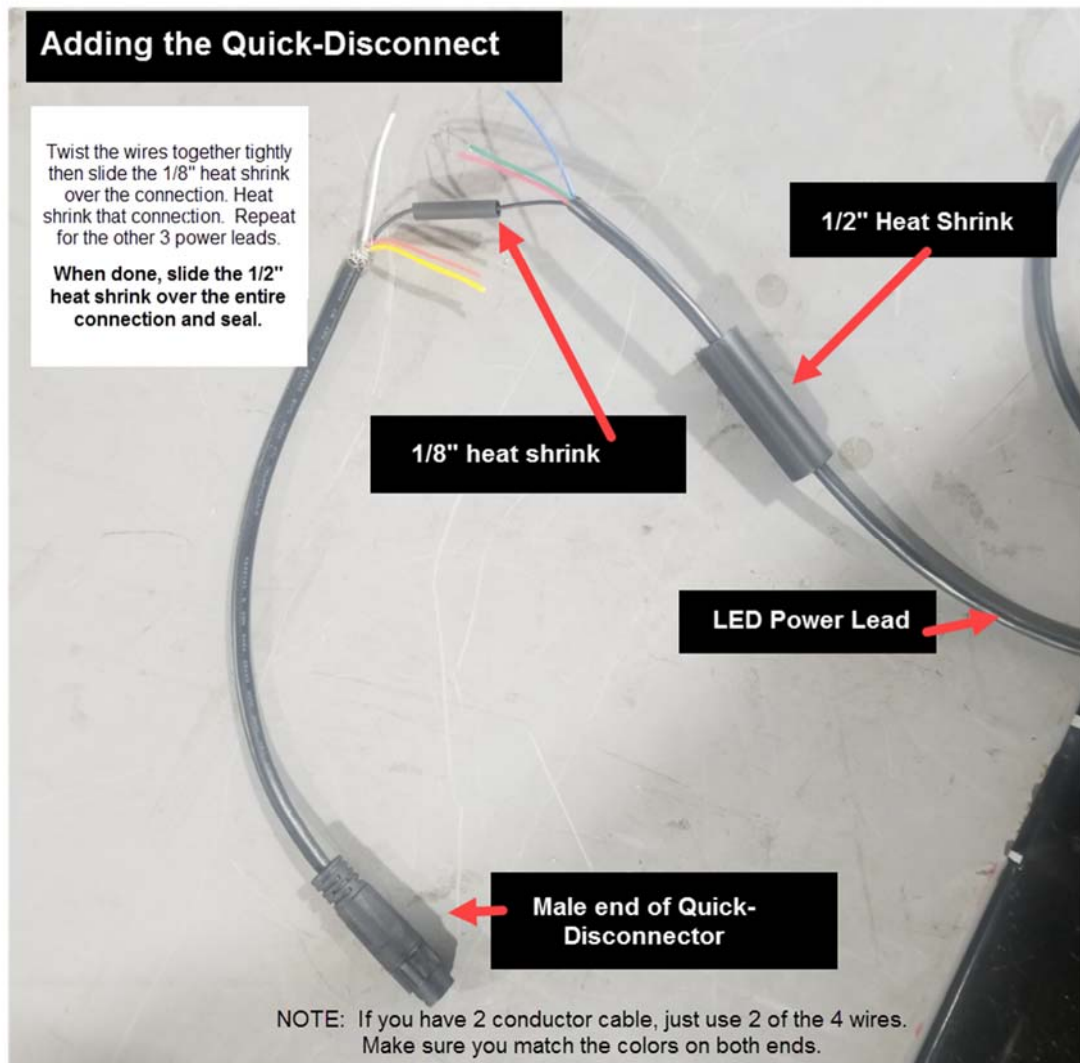 Adding the Quick-Disconnect
Twist the wires together tightly
then slide the 1/8" heat shrink
over the connection. Heat
shrink that connection.  Repeat
for the other 3 power leads.
When done, slide the 1/2"
heat shrink over the entire
connection and seal.
1/2" Heat Shrink
1/8" heat shrink
LED Power Lead
Male end of Quick-
Disconnector
NOTE:  If you have 2 conductor cable, just use 2 of the 4 wires.
Make sure you match the colors on both ends.